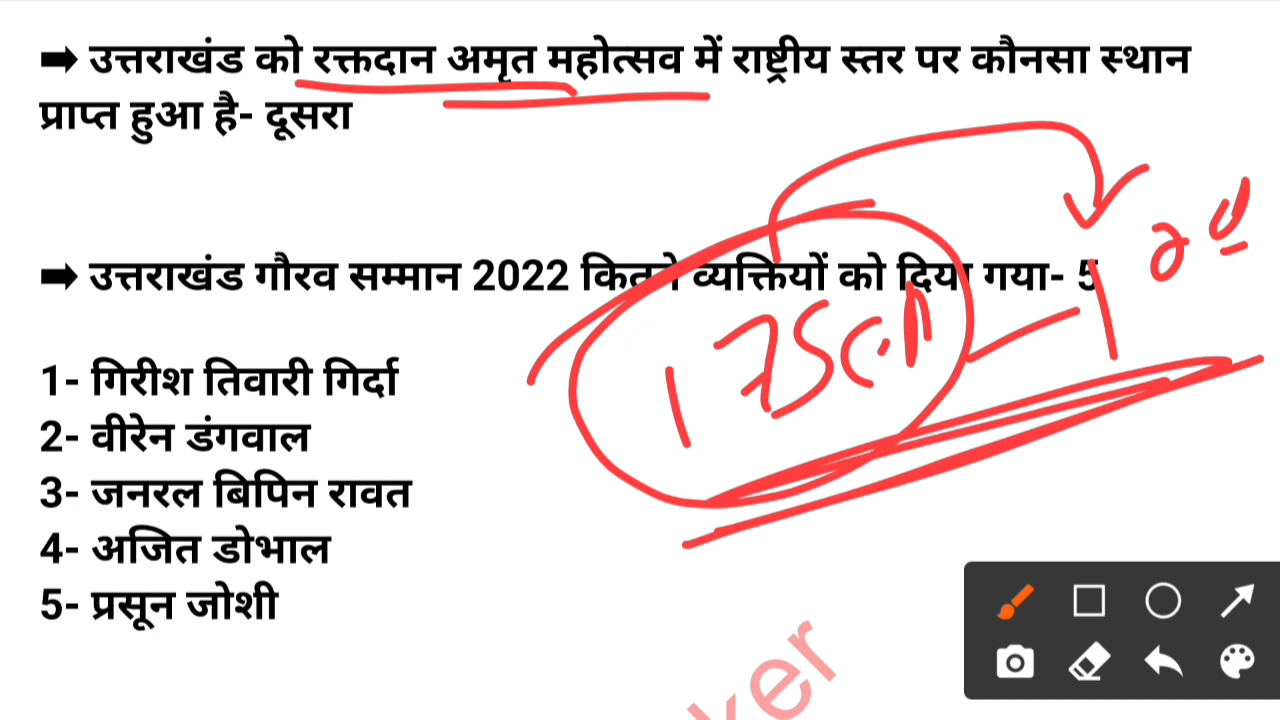 ➡ उत्तराखंड को रक्तदान अमृत महोत्सव में राष्ट्रीय स्तर पर कौनसा स्थान
प्राप्त हुआ है- दूसरा
➡ उत्तराखंड गौरव सम्मान 2022 कितने व्यक्तियों को दिया गया- 5
1- गिरीश तिवारी गिर्दा
2- वीरेन डंगवाल
3- जनरल बिपिन रावत
4- अजित डोभाल
5- प्रसून जोशी
ker